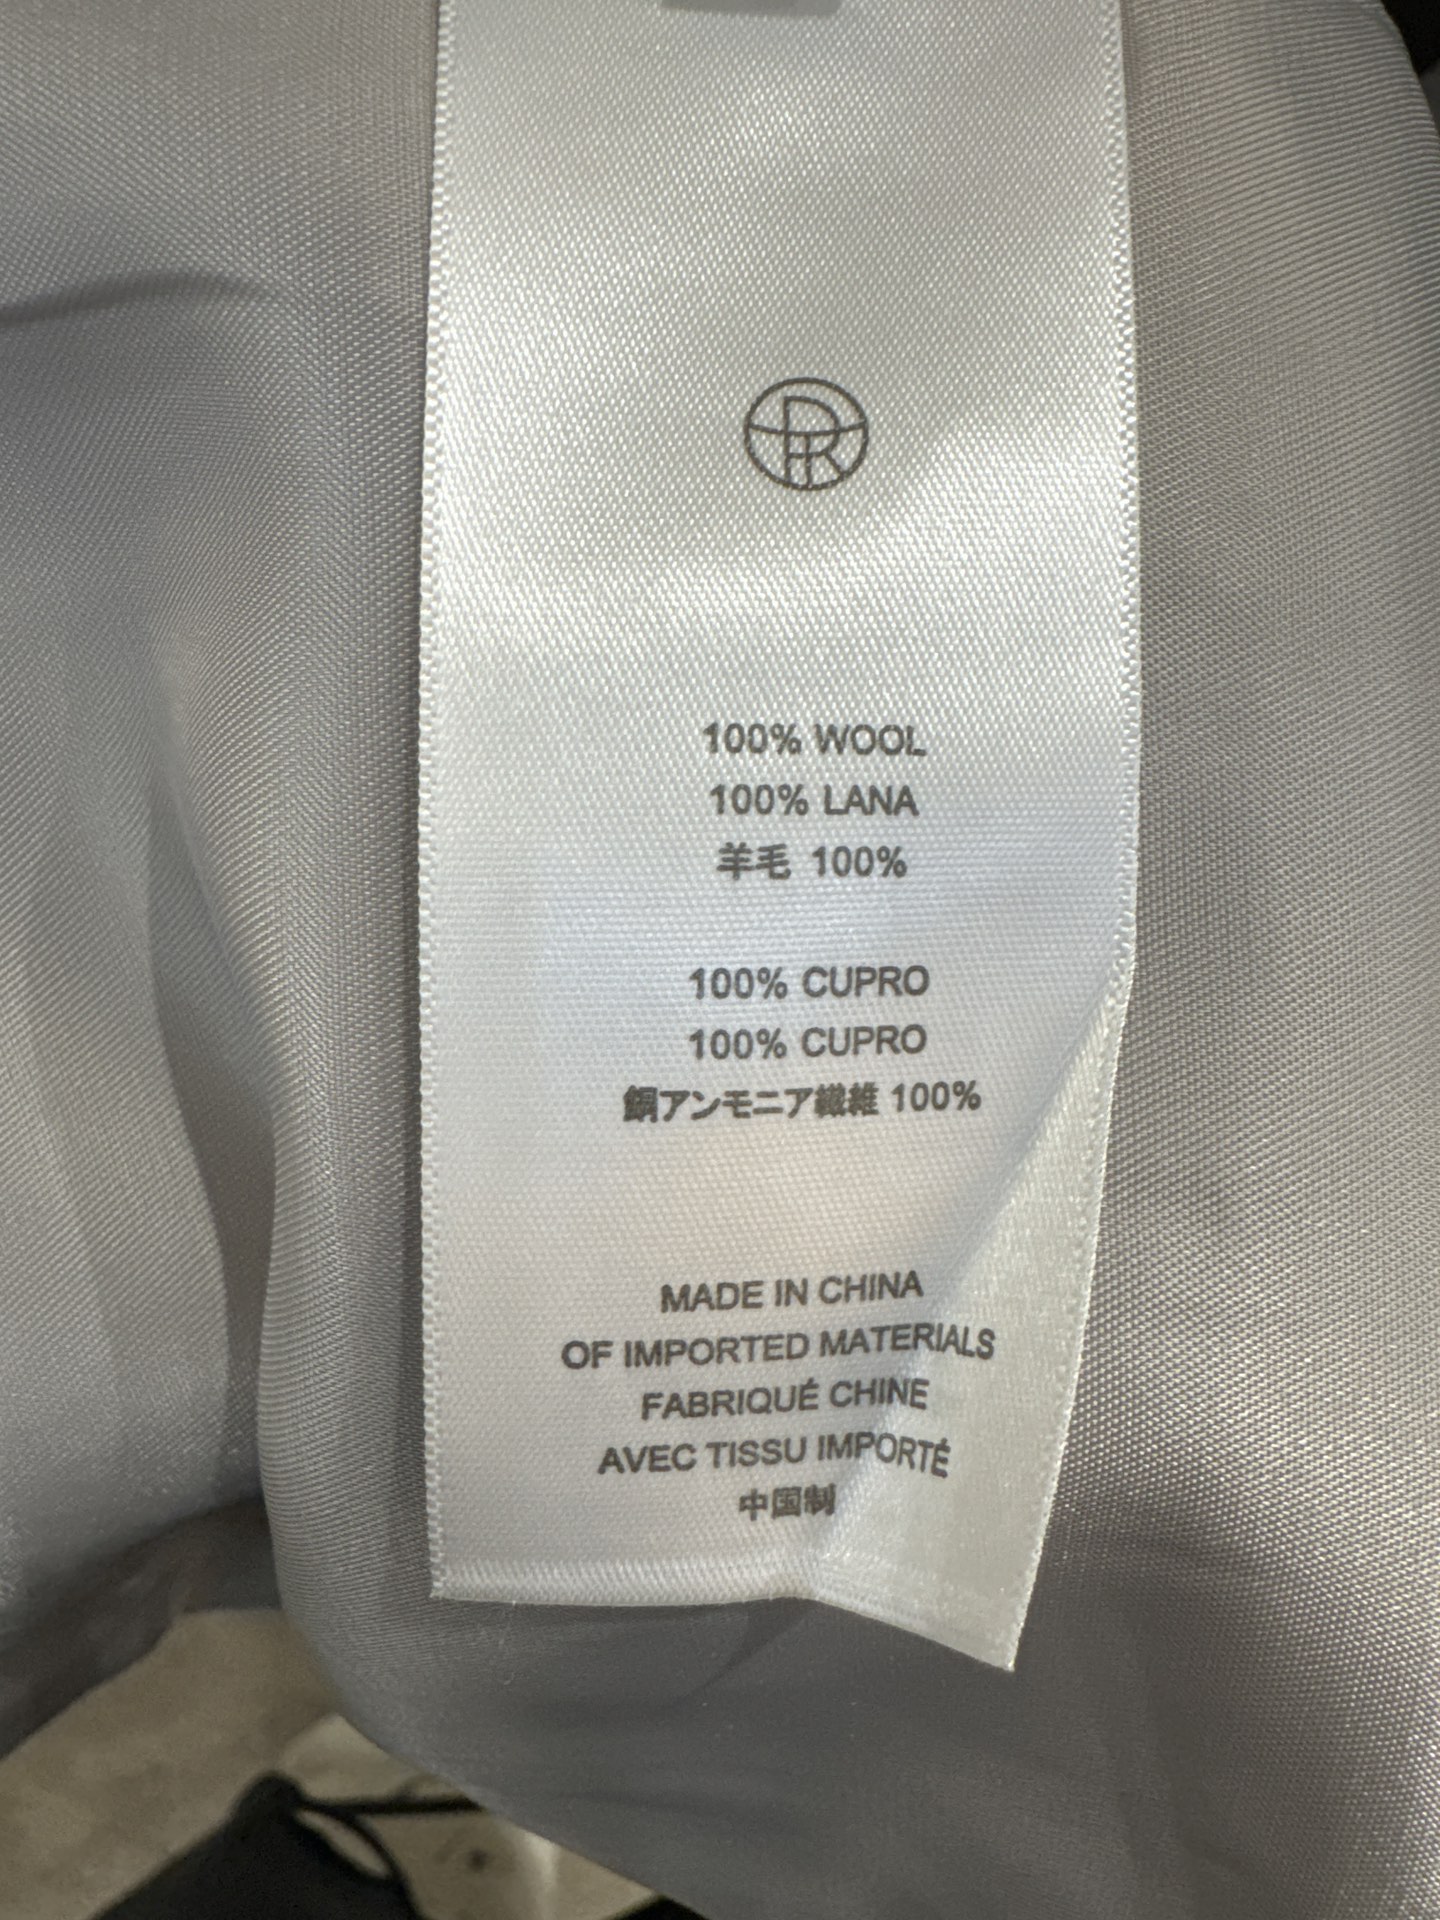 100% WOOL
100% LANA
羊毛 100%
100% CUPRO
100% CUPRO
銅アンモニア繊維 100%
MADE IN CHINA
OF IMPORTED MATERIALS
FABRIQUÉ CHINE
AVEC TISSU IMPORTÉ
中国制